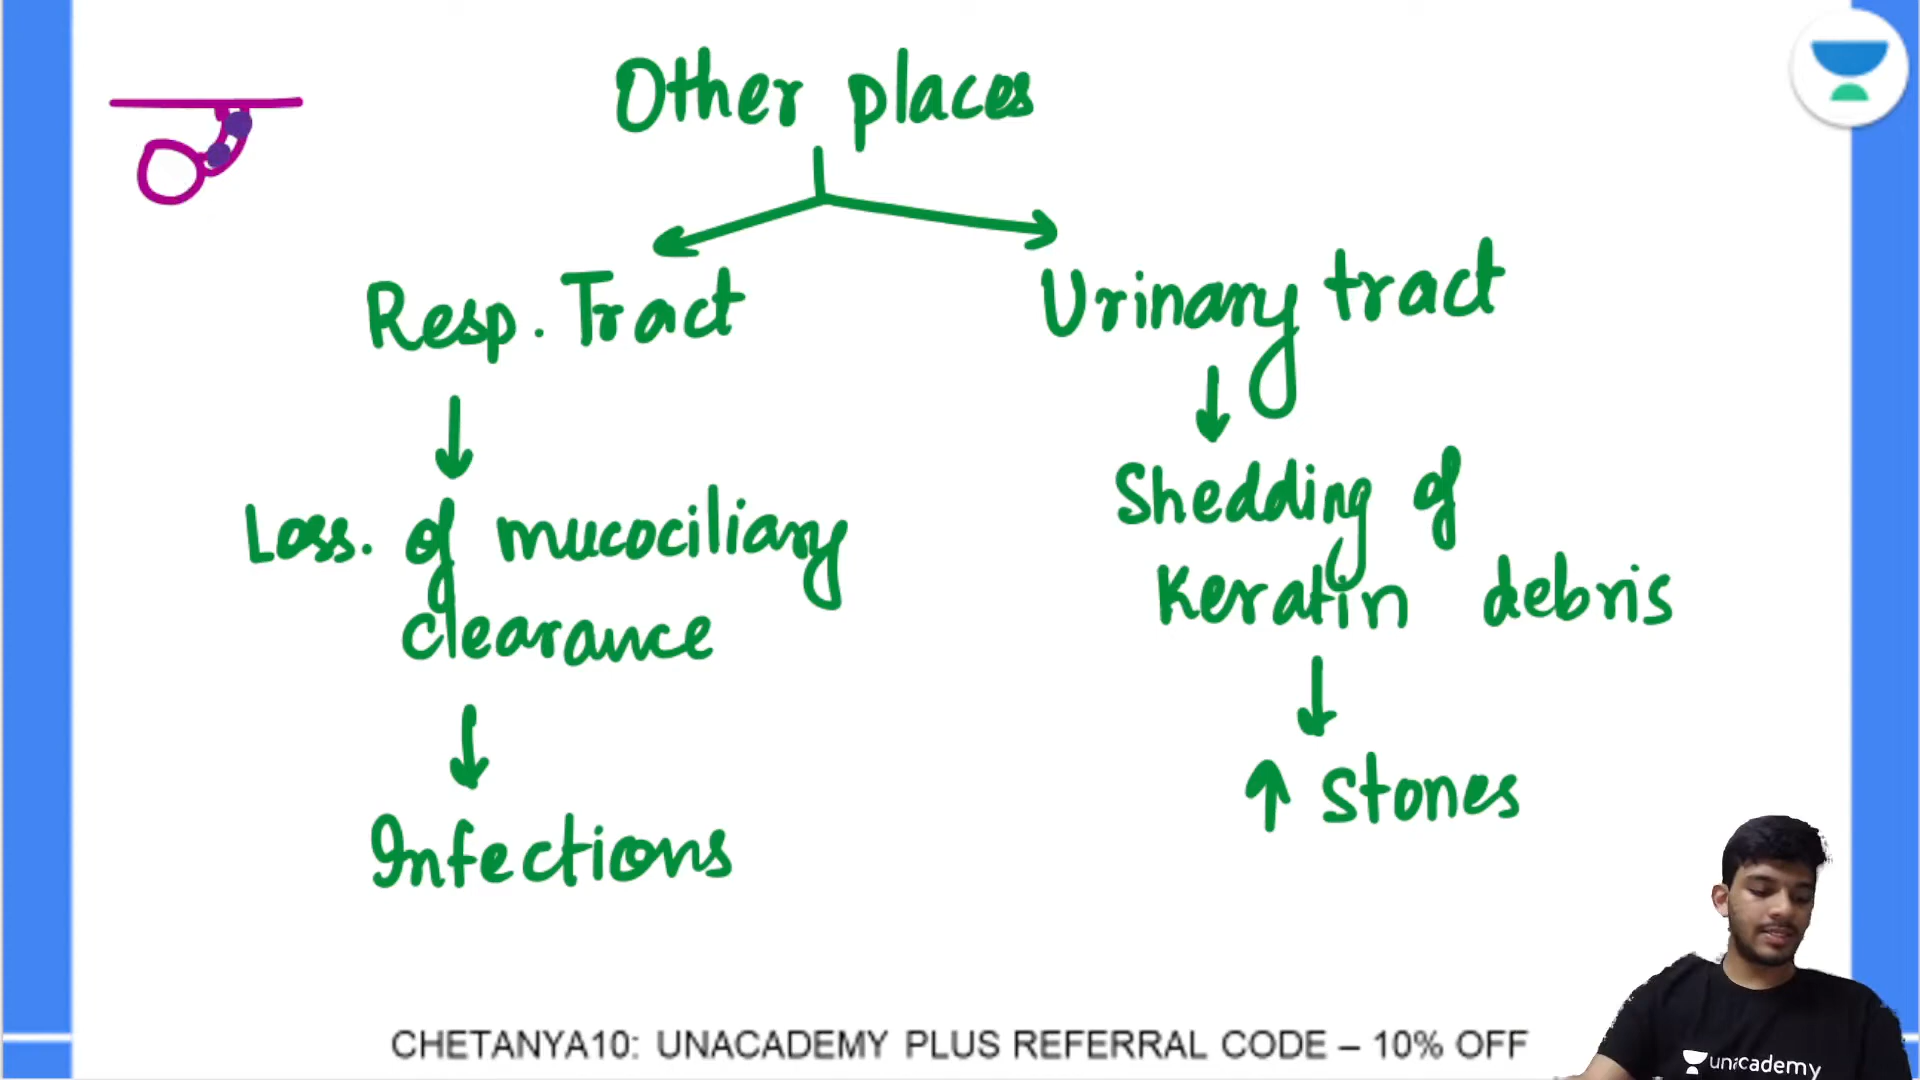 Other places
Resp. Tract
Urinary tract
Loss. of mucociliary
clearance
Infections
Shedding of
Keratin debris
↑ Stones
CHETANYA10: UNACADEMY PLUS REFERRAL CODE – 10% OFF
unacademy